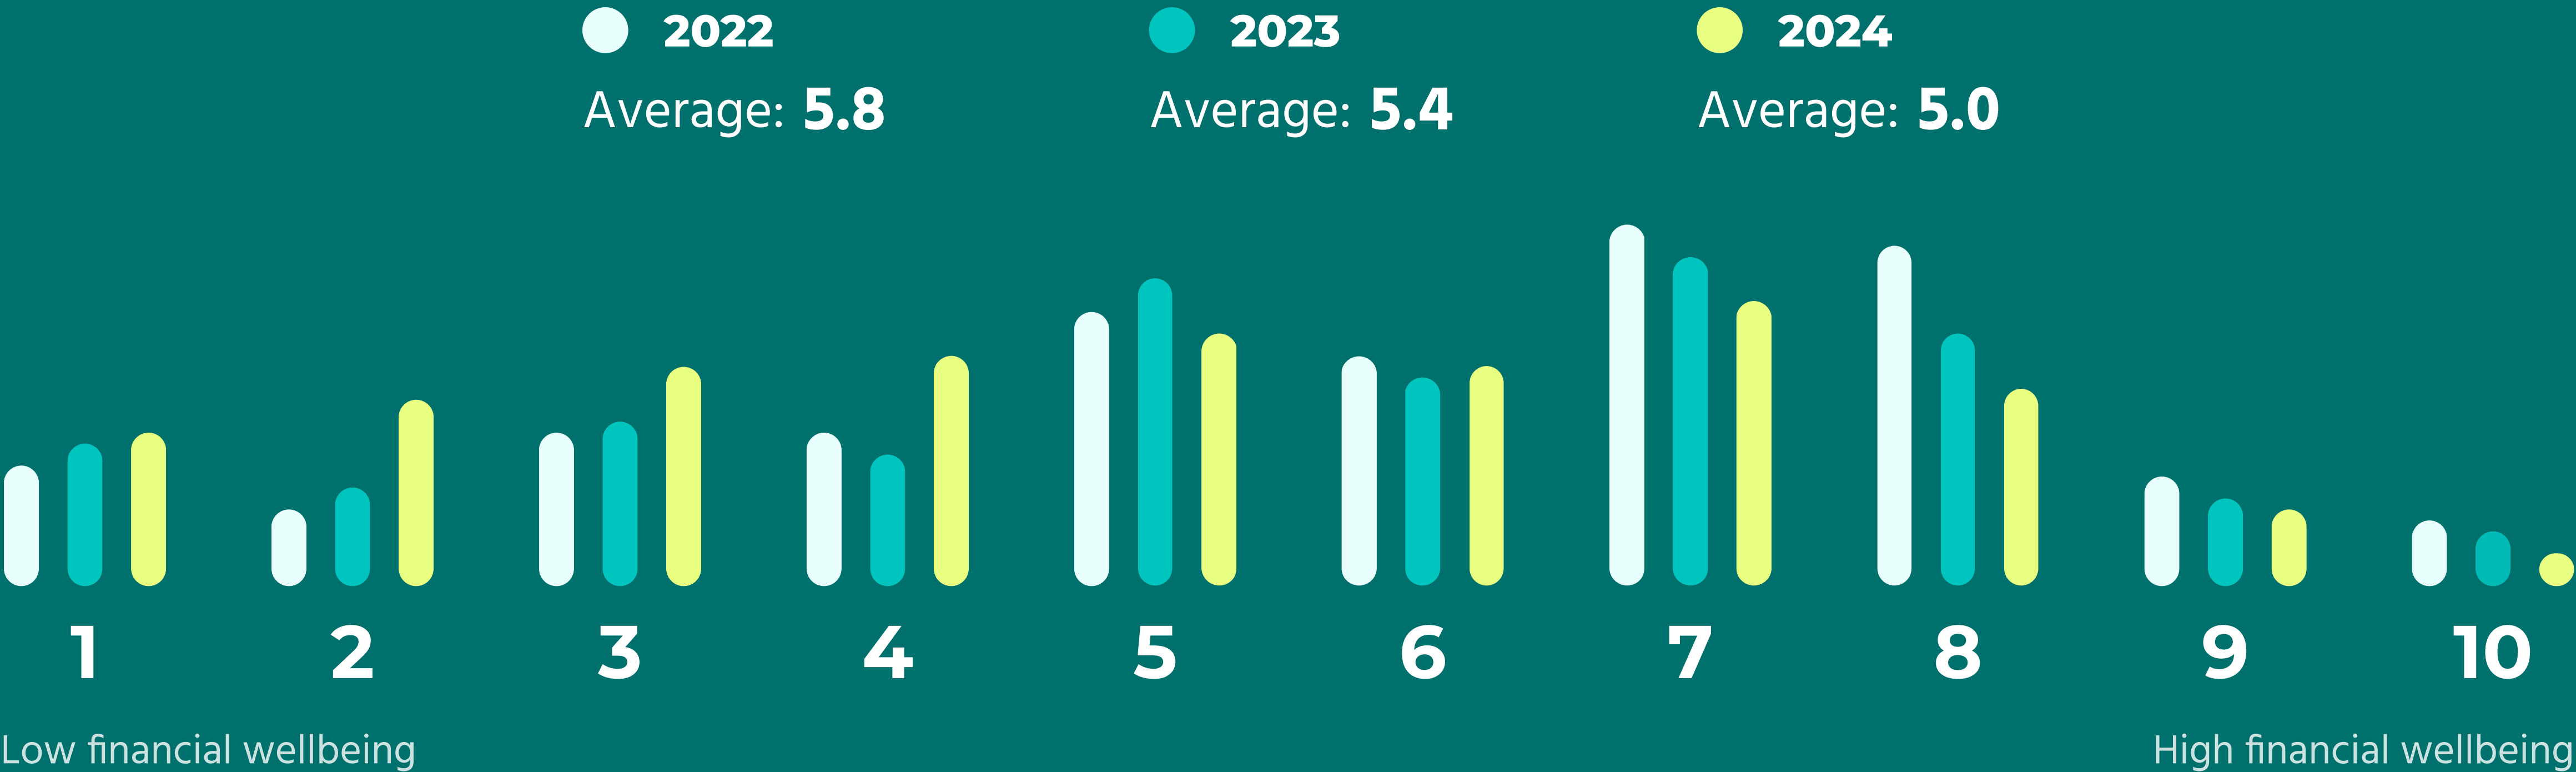 2022 2023 2024
Average: 5.8 Average: 5.4 Average: 5.0
1 2 3 4 5 6 7 8 9 10
Low financial wellbeing High financial wellbeing